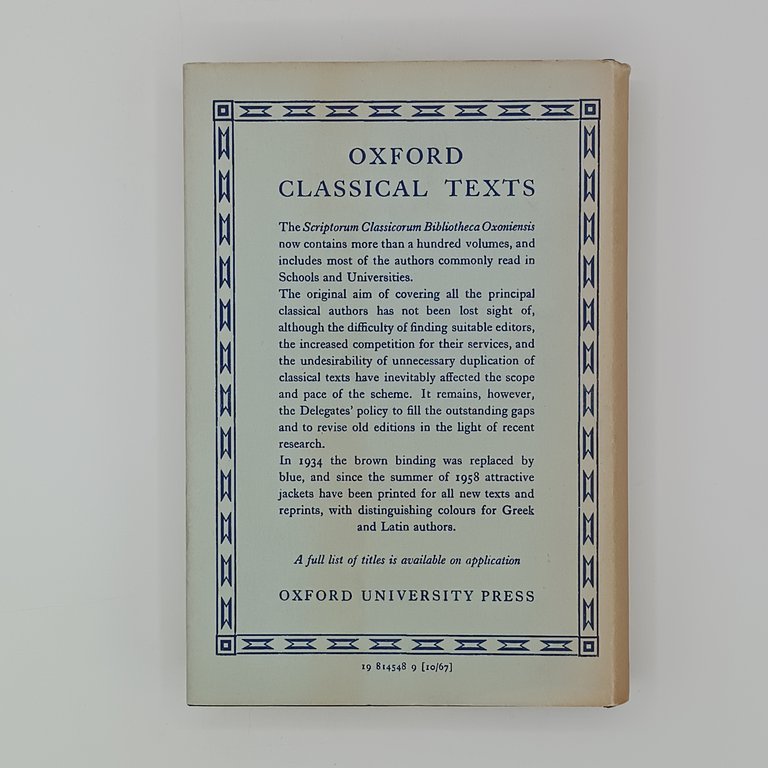 OXFORD
CLASSICAL TEXTS
The Scriptorum Classicorum Bibliotheca Oxoniensis
now contains more than a hundred volumes, and
includes most of the authors commonly read in
Schools and Universities.
The original aim of covering all the principal
classical authors has not been lost sight of,
although the difficulty of finding suitable editors,
the increased competition for their services, and
the undesirability of unnecessary duplication of
classical texts have inevitably affected the scope
and pace of the scheme. It remains, however,
the Delegates' policy to fill the outstanding gaps
and to revise old editions in the light of recent
research.
In 1934 the brown binding was replaced by
blue, and since the summer of 1958 attractive
jackets have been printed for all new texts and
reprints, with distinguishing colours for Greek
and Latin authors.
A full list of titles is available on application
OXFORD UNIVERSITY PRESS
19 814548 9 [10/67]